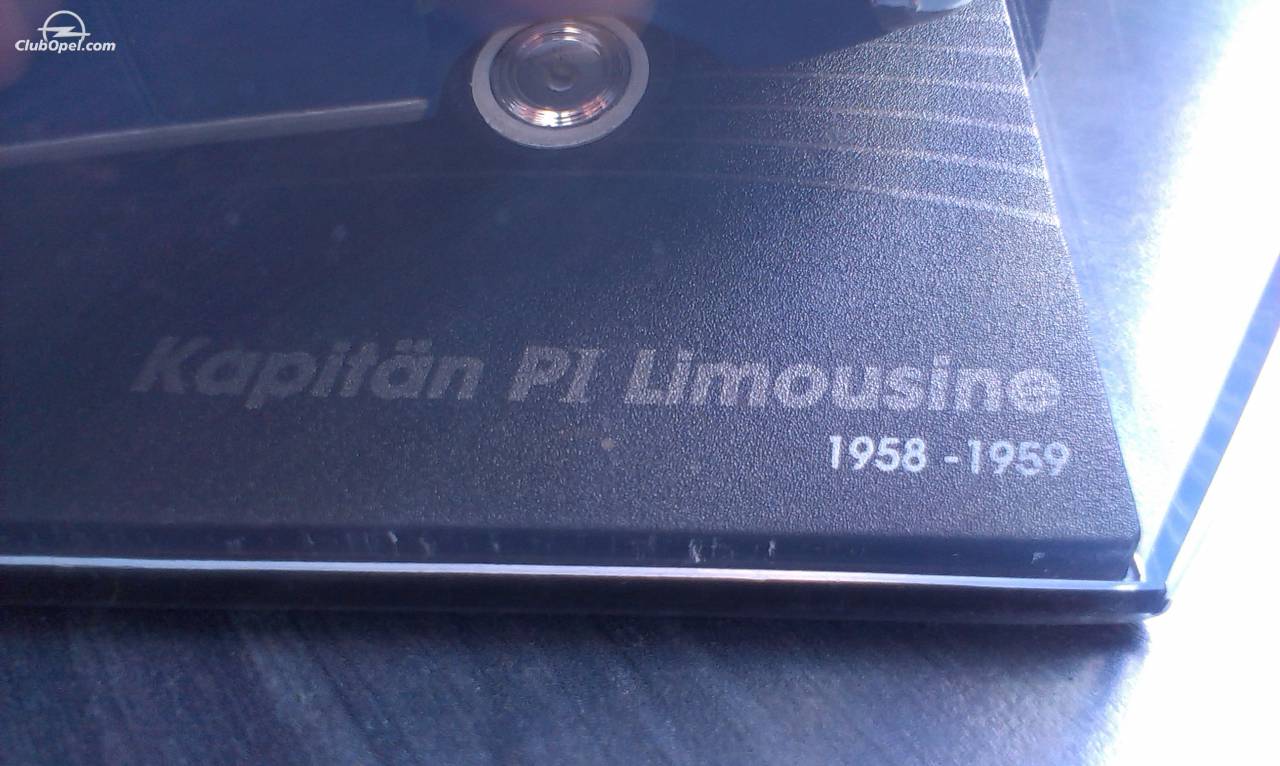 ClubOpel.com
Kapitän PI Limousine
1958 -1959